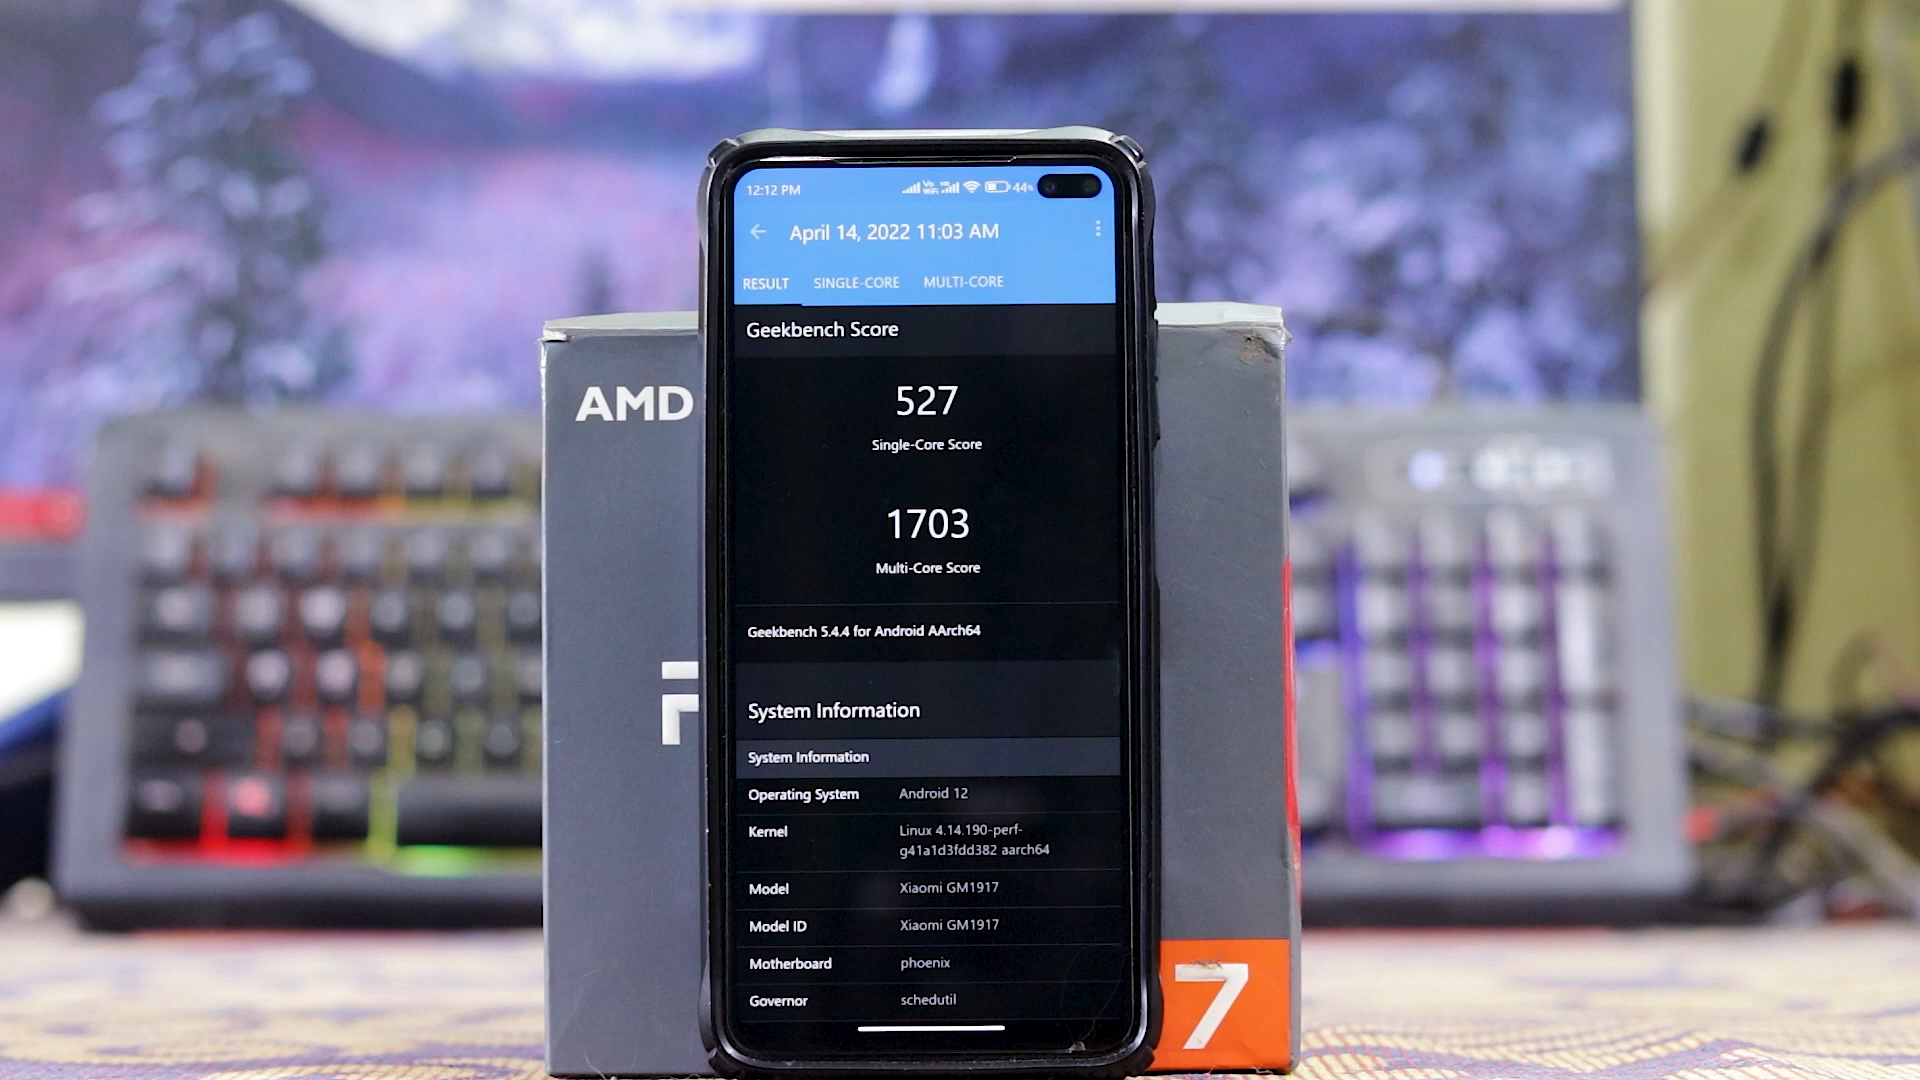 12:12 PM
Vo
WiFi
44%
April 14, 2022 11:03 AM
RESULT SINGLE-CORE MULTI-CORE
Geekbench Score
527
Single-Core Score
1703
Multi-Core Score
Geekbench 5.4.4 for Android AArch64
System Information
System Information
Operating System Android 12
Kernel Linux 4.14.190-perf-
g41a1d3fdd382 aarch64
Model Xiaomi GM1917
Model ID Xiaomi GM1917
Motherboard phoenix
Governor schedutil
AMD
7